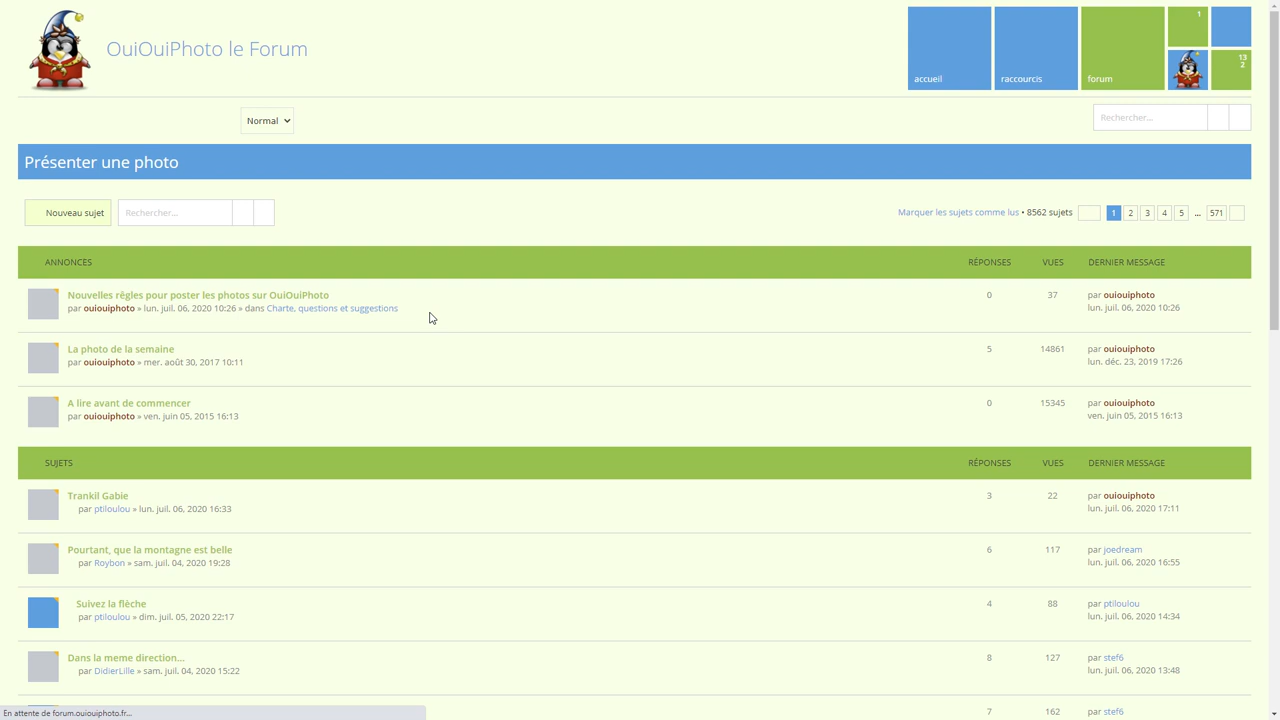 OuiOuiPhoto le Forum
accueil
raccourcis
forum
1
13
2
Normal
Rechercher...
Présenter une photo
Nouveau sujet
Rechercher...
Marquer les sujets comme lus • 8562 sujets
1 2 3 4 5 ... 571
ANNONCES RÉPONSES VUES DERNIER MESSAGE
Nouvelles règles pour poster les photos sur OuiOuiPhoto 0 37 par ouiouiphoto
par ouiouiphoto » lun. juil. 06, 2020 10:26 » dans Charte, questions et suggestions lun. juil. 06, 2020 10:26
La photo de la semaine 5 14861 par ouiouiphoto
par ouiouiphoto » mer. août 30, 2017 10:11 lun. déc. 23, 2019 17:26
A lire avant de commencer 0 15345 par ouiouiphoto
par ouiouiphoto » ven. juin 05, 2015 16:13 ven. juin 05, 2015 16:13
SUJETS RÉPONSES VUES DERNIER MESSAGE
Trankil Gabie 3 22 par ouiouiphoto
par ptiloulou » lun. juil. 06, 2020 16:33 lun. juil. 06, 2020 17:11
Pourtant, que la montagne est belle 6 117 par joedream
par Roybon » sam. juil. 04, 2020 19:28 lun. juil. 06, 2020 16:55
Suivez la flèche 4 88 par ptiloulou
par ptiloulou » dim. juil. 05, 2020 22:17 lun. juil. 06, 2020 14:34
Dans la meme direction... 8 127 par stef6
par DidierLille » sam. juil. 04, 2020 15:22 lun. juil. 06, 2020 13:48
7 162 par stef6
En attente de forum.ouiouiphoto.fr...